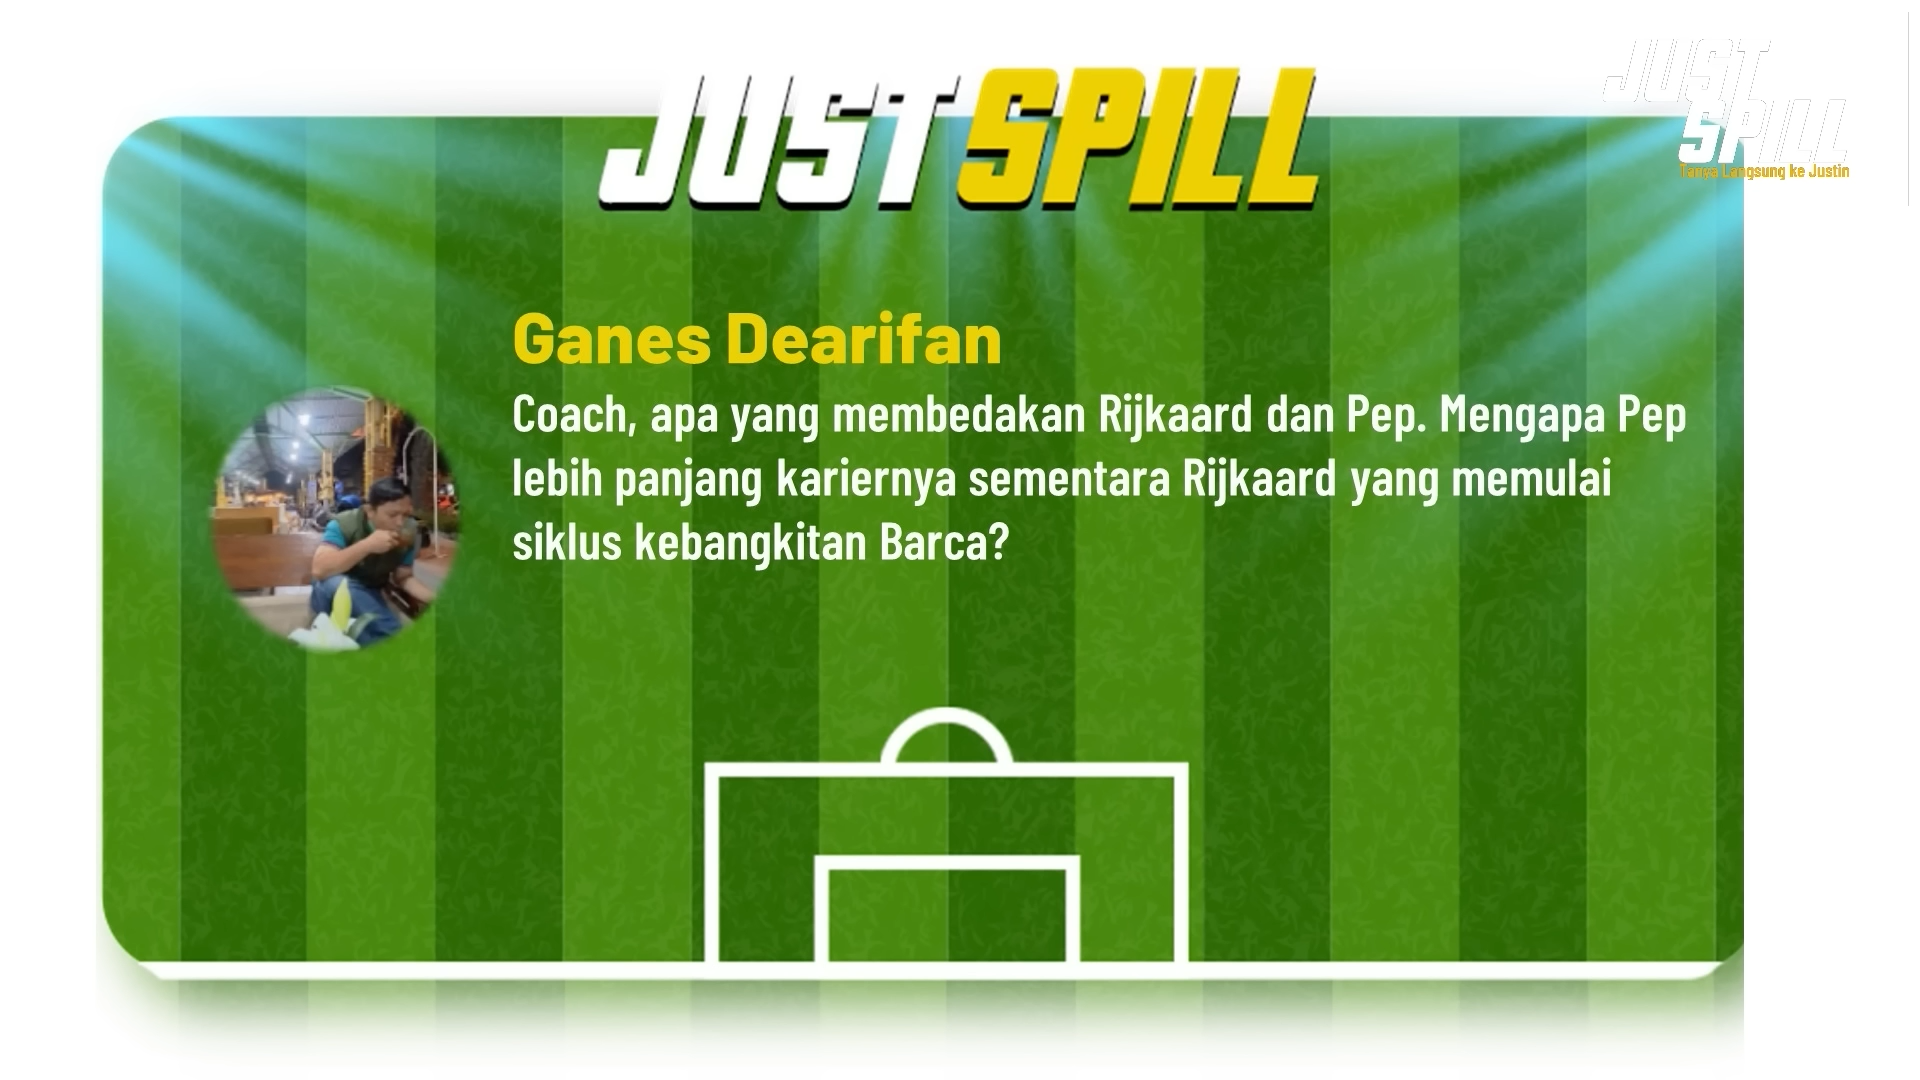 JUST SPILL
JUST
SPILL
Tanya Langsung ke Justin
Ganes Dearifan
Coach, apa yang membedakan Rijkaard dan Pep. Mengapa Pep
lebih panjang kariernya sementara Rijkaard yang memulai
siklus kebangkitan Barca?